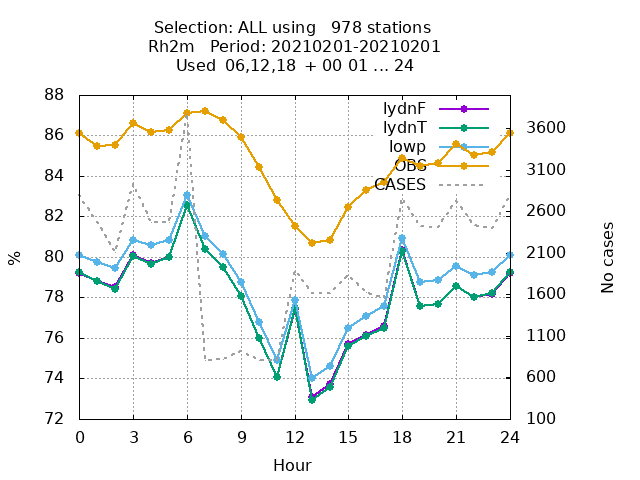 Selection: ALL using   978 stations
Rh2m   Period: 20210201-20210201
Used  06,12,18  + 00 01 ... 24
88
86
84
82
80
78
76
74
72
%
lydnF
lydnT
lowp
OBS
CASES
3600
3100
2600
2100
1600
1100
600
100
No cases
0 3 6 9 12 15 18 21 24
Hour